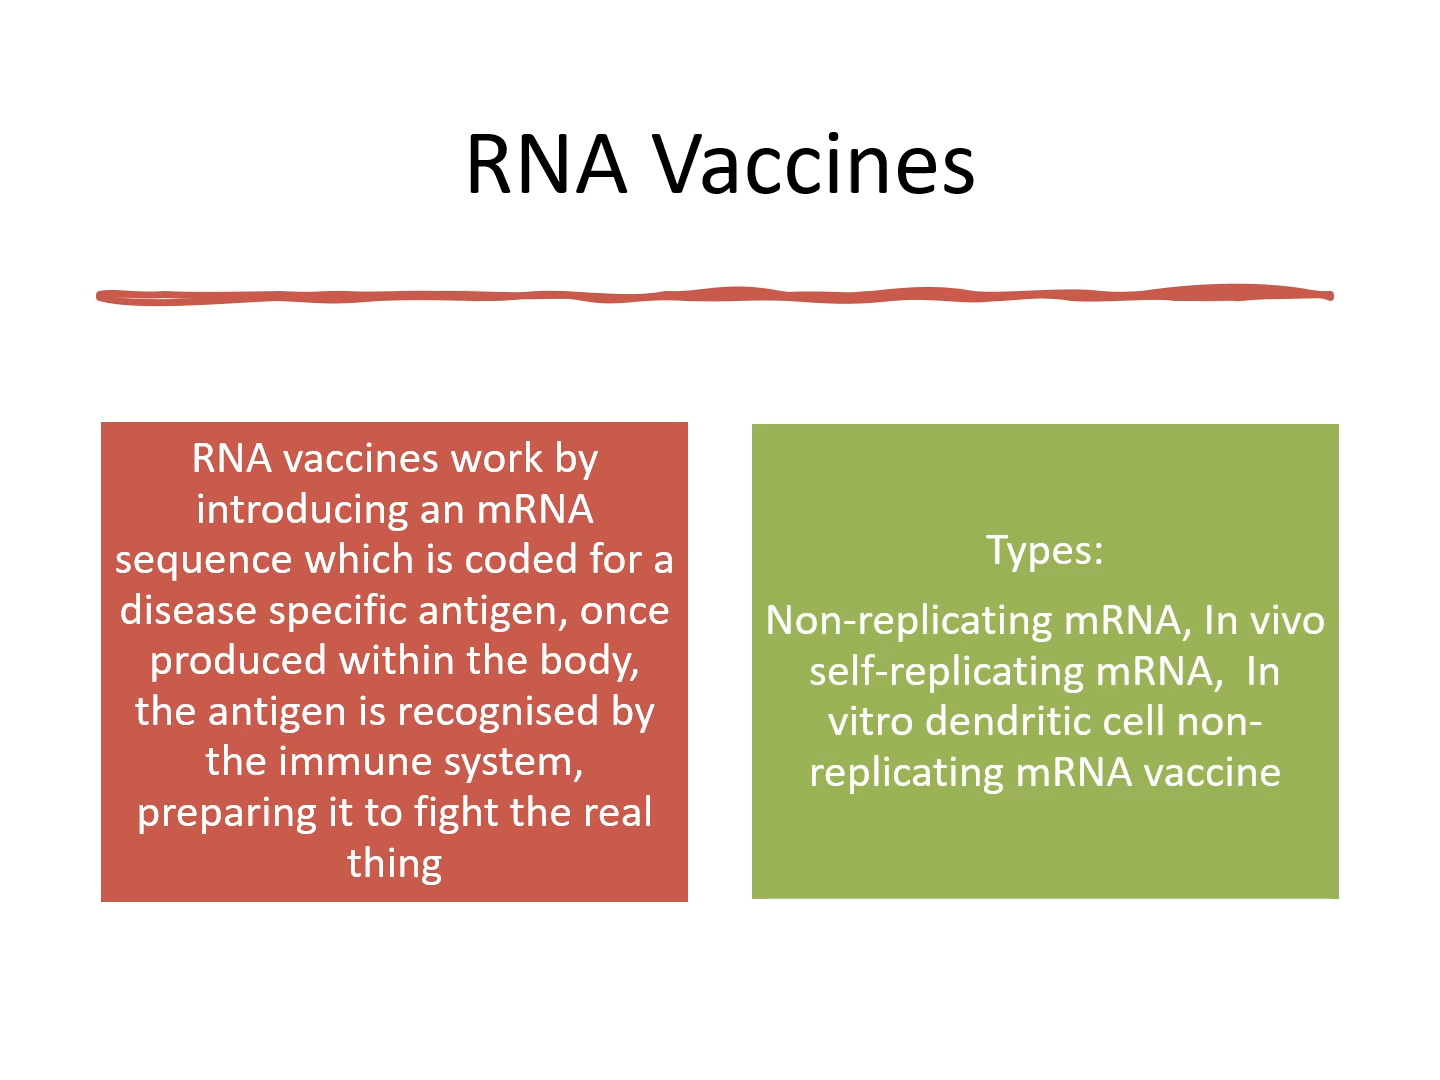 RNA Vaccines
RNA vaccines work by
introducing an mRNA
sequence which is coded for a
disease specific antigen, once
produced within the body,
the antigen is recognised by
the immune system,
preparing it to fight the real
thing
Types:
Non-replicating mRNA, In vivo
self-replicating mRNA,  In
vitro dendritic cell non-
replicating mRNA vaccine